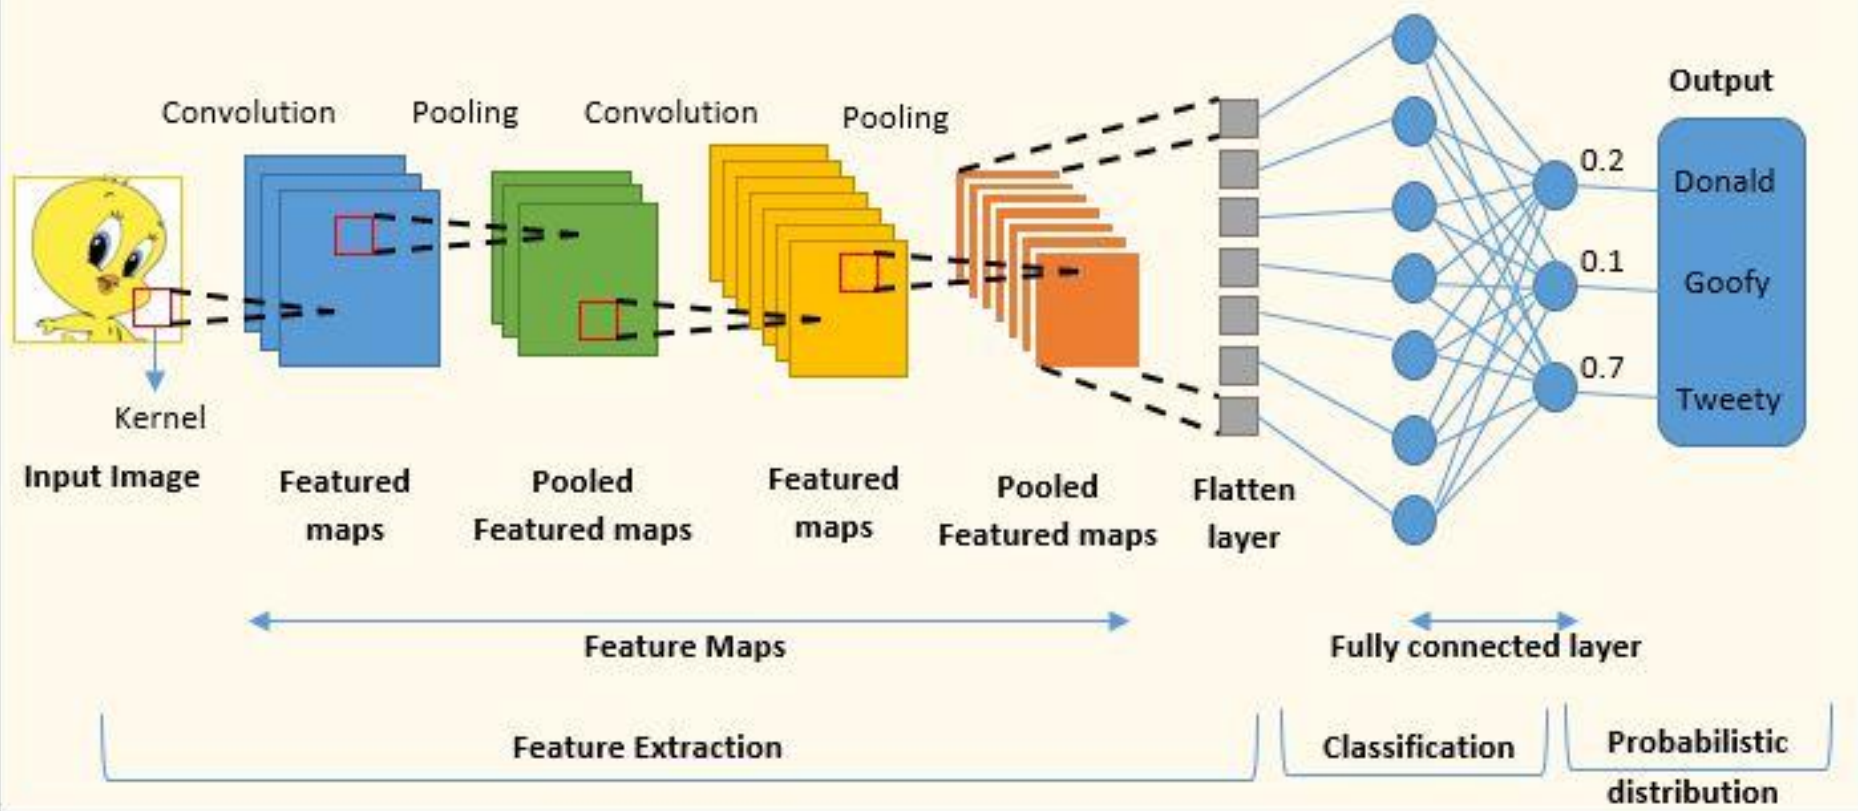 Convolution
Pooling
Convolution
Pooling
Output
0.2
Donald
0.1
Goofy
0.7
Tweety
Kernel
Input Image
Featured
maps
Pooled
Featured maps
Featured
maps
Pooled
Featured maps
Flatten
layer
Feature Maps
Fully connected layer
Feature Extraction
Classification
Probabilistic
distribution